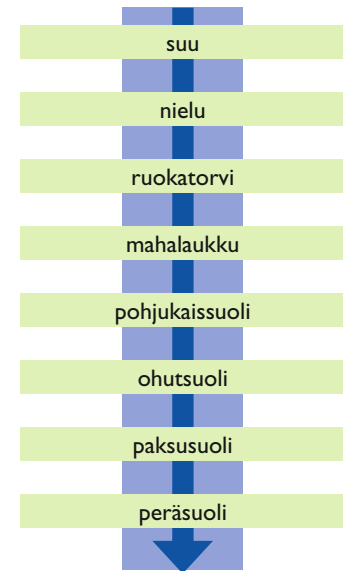 suu
nielu
ruokatorvi
mahalaukku
pohjukaissuoli
ohutsuoli
paksusuoli
peräsuoli